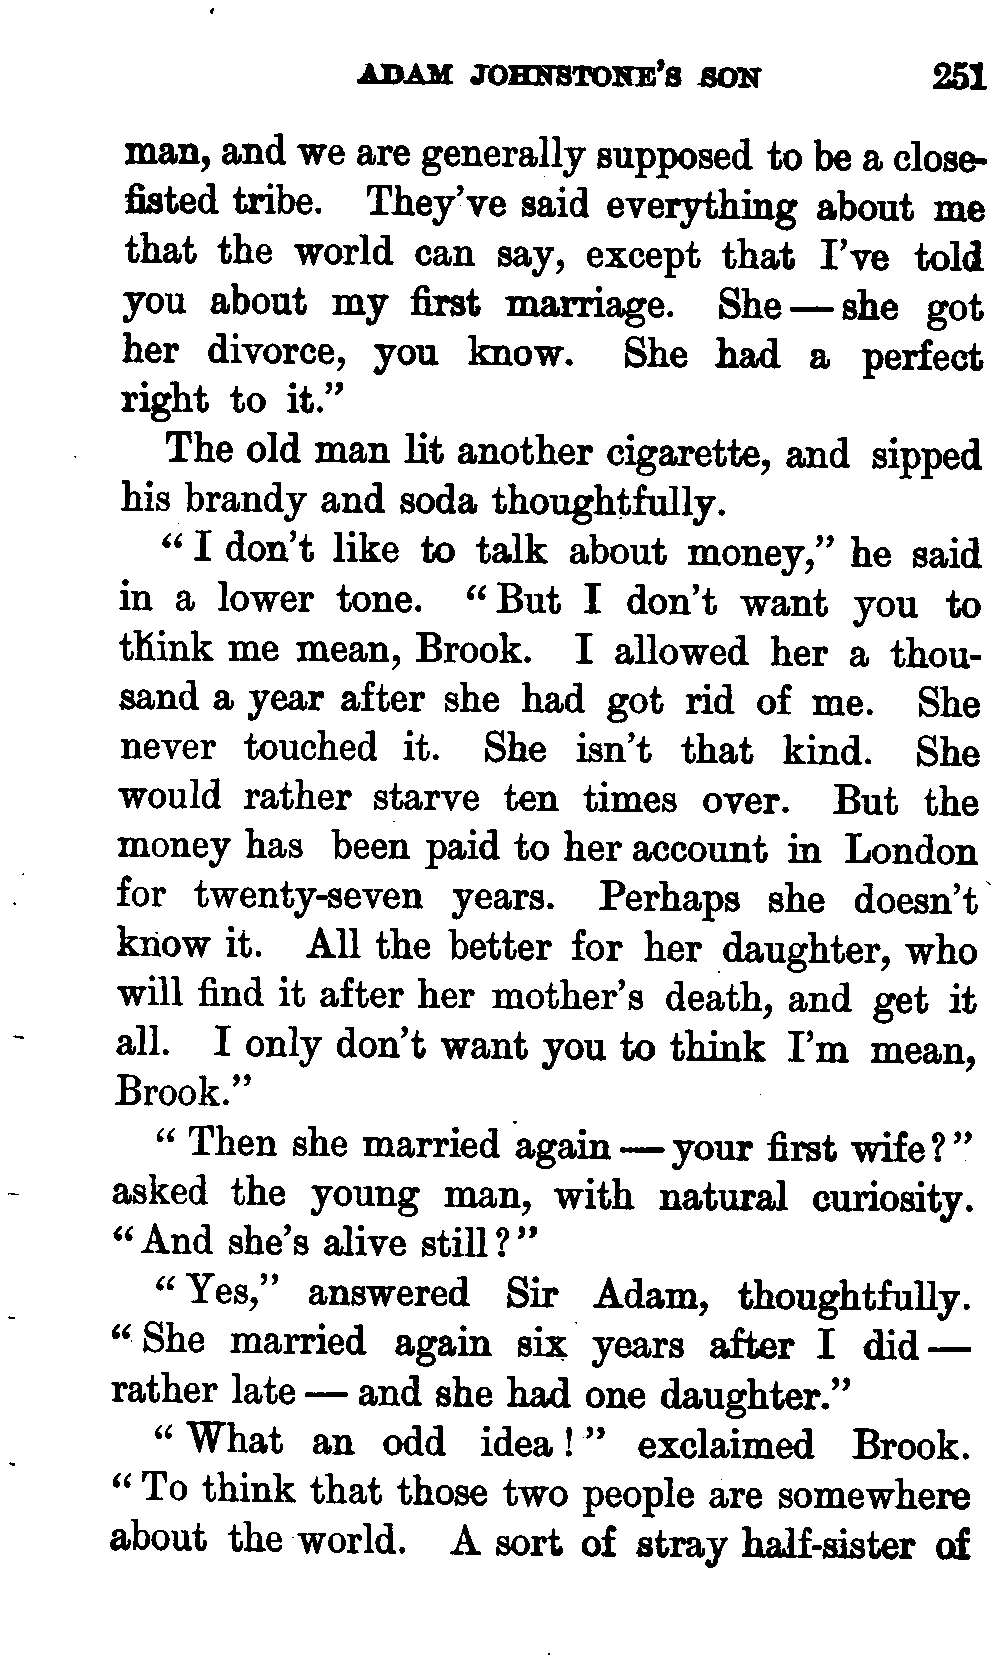 ADAM JOHNSTONE'S SON 251
man, and we are generally supposed to be a close-
fisted tribe. They've said everything about me
that the world can say, except that I've told
you about my first marriage. She — she got
her divorce, you know. She had a perfect
right to it."
The old man lit another cigarette, and sipped
his brandy and soda thoughtfully.
"I don't like to talk about money," he said
in a lower tone. "But I don't want you to
think me mean, Brook. I allowed her a thou-
sand a year after she had got rid of me. She
never touched it. She isn't that kind. She
would rather starve ten times over. But the
money has been paid to her account in London
for twenty-seven years. Perhaps she doesn't
know it. All the better for her daughter, who
will find it after her mother's death, and get it
all. I only don't want you to think I'm mean,
Brook."
"Then she married again — your first wife?"
asked the young man, with natural curiosity.
"And she's alive still?"
"Yes," answered Sir Adam, thoughtfully.
"She married again six years after I did —
rather late — and she had one daughter."
"What an odd idea!" exclaimed Brook.
"To think that those two people are somewhere
about the world. A sort of stray half-sister of